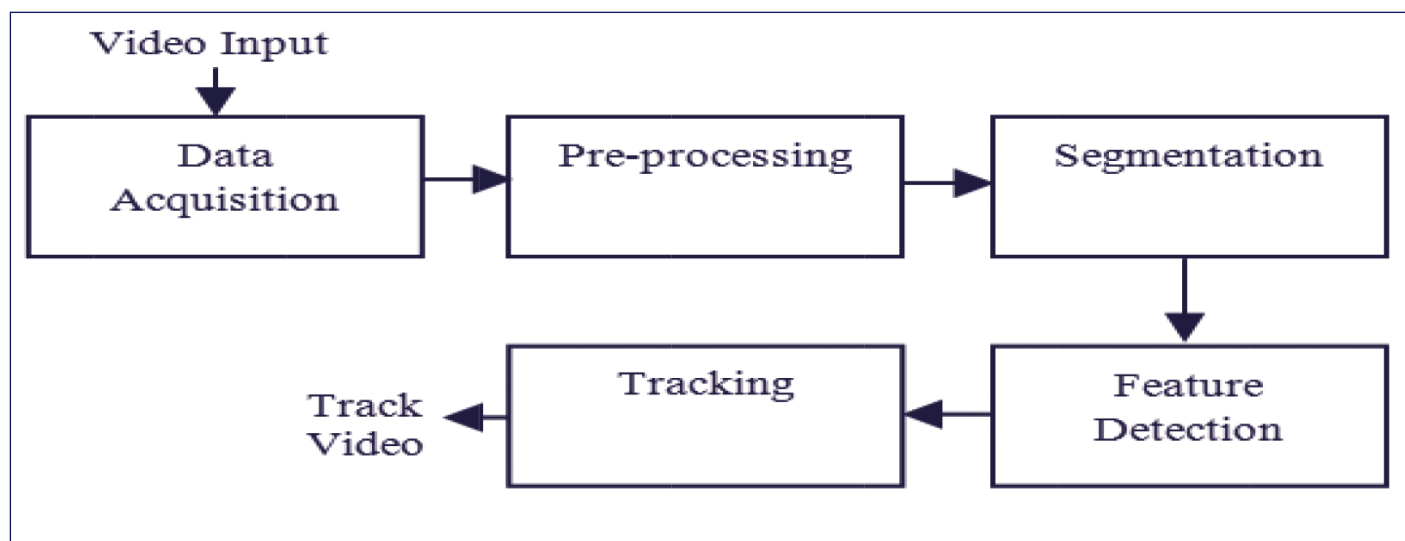 Video Input
Data
Acquisition
Pre-processing
Segmentation
Feature
Detection
Tracking
Track
Video